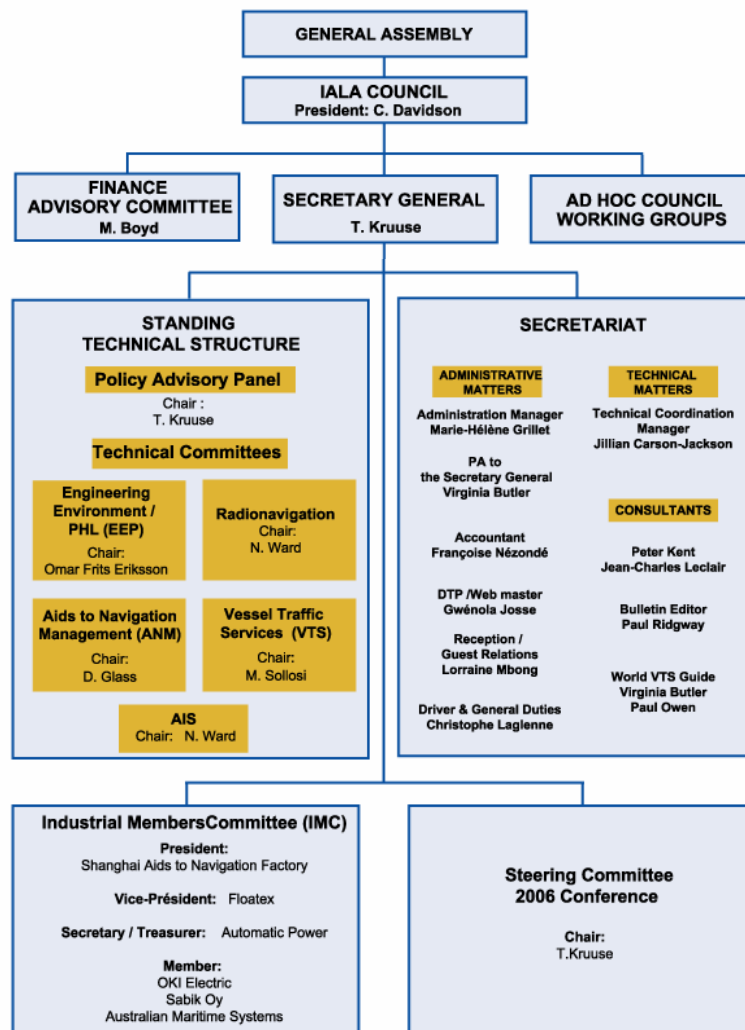 GENERAL ASSEMBLY
IALA COUNCIL
President: C. Davidson
FINANCE
ADVISORY COMMITTEE
M. Boyd
SECRETARY GENERAL
T. Kruuse
AD HOC COUNCIL
WORKING GROUPS
STANDING
TECHNICAL STRUCTURE
Policy Advisory Panel
Chair :
T. Kruuse
Technical Committees
Engineering
Environment /
PHL (EEP)
Chair:
Omar Frits Eriksson
Radionavigation
Chair:
N. Ward
Aids to Navigation
Management (ANM)
Chair:
D. Glass
Vessel Traffic
Services (VTS)
Chair:
M. Sollosi
AIS
Chair: N. Ward
SECRETARIAT
ADMINISTRATIVE
MATTERS
Administration Manager
Marie-Hélène Grillet
PA to
the Secretary General
Virginia Butler
Accountant
Françoise Nézondé
DTP /Web master
Gwénola Josse
Reception /
Guest Relations
Lorraine Mbong
Driver & General Duties
Christophe Laglenne
TECHNICAL
MATTERS
Technical Coordination
Manager
Jillian Carson-Jackson
CONSULTANTS
Peter Kent
Jean-Charles Leclair
Bulletin Editor
Paul Ridgway
World VTS Guide
Virginia Butler
Paul Owen
Industrial MembersCommittee (IMC)
President:
Shanghai Aids to Navigation Factory
Vice-Président: Floatex
Secretary / Treasurer: Automatic Power
Member:
OKI Electric
Sabik Oy
Australian Maritime Systems
Steering Committee
2006 Conference
Chair:
T.Kruuse